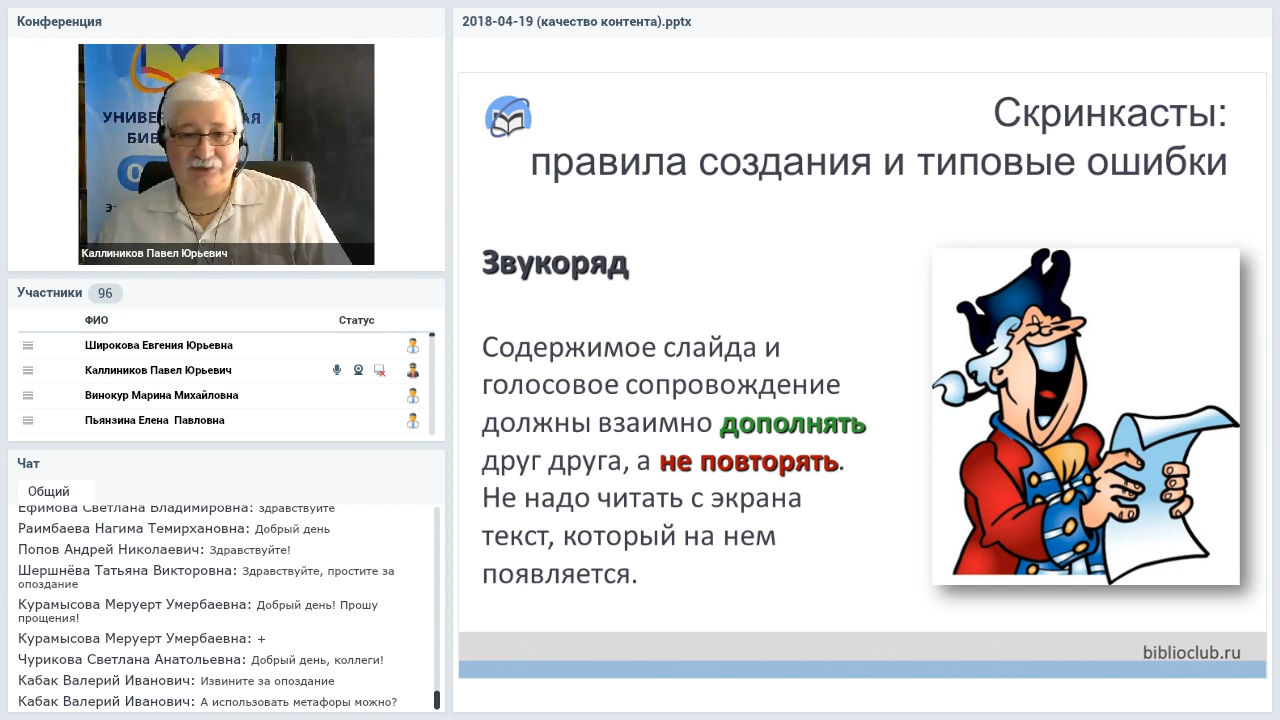 Конференция
УНИВЕ
БИБ
Каллиников Павел Юрьевич
Участники 96
ФИО Статус
Широкова Евгения Юрьевна
Каллиников Павел Юрьевич
Винокур Марина Михайловна
Пьянзина Елена Павловна
Чат
Общий
Ефимова Светлана Владимировна: здравствуйте
Раимбаева Нагима Темирхановна: Добрый день
Попов Андрей Николаевич: Здравствуйте!
Шершнёва Татьяна Викторовна: Здравствуйте, простите за
опоздание
Курамысова Меруерт Умербаевна: Добрый день! Прошу
прощения!
Курамысова Меруерт Умербаевна: +
Чурикова Светлана Анатольевна: Добрый день, коллеги!
Кабак Валерий Иванович: Извините за опоздание
Кабак Валерий Иванович: А использовать метафоры можно?
2018-04-19 (качество контента).pptx
Скринкасты:
правила создания и типовые ошибки
Звукоряд
Содержимое слайда и
голосовое сопровождение
должны взаимно дополнять
друг друга, а не повторять.
Не надо читать с экрана
текст, который на нем
появляется.
biblioclub.ru